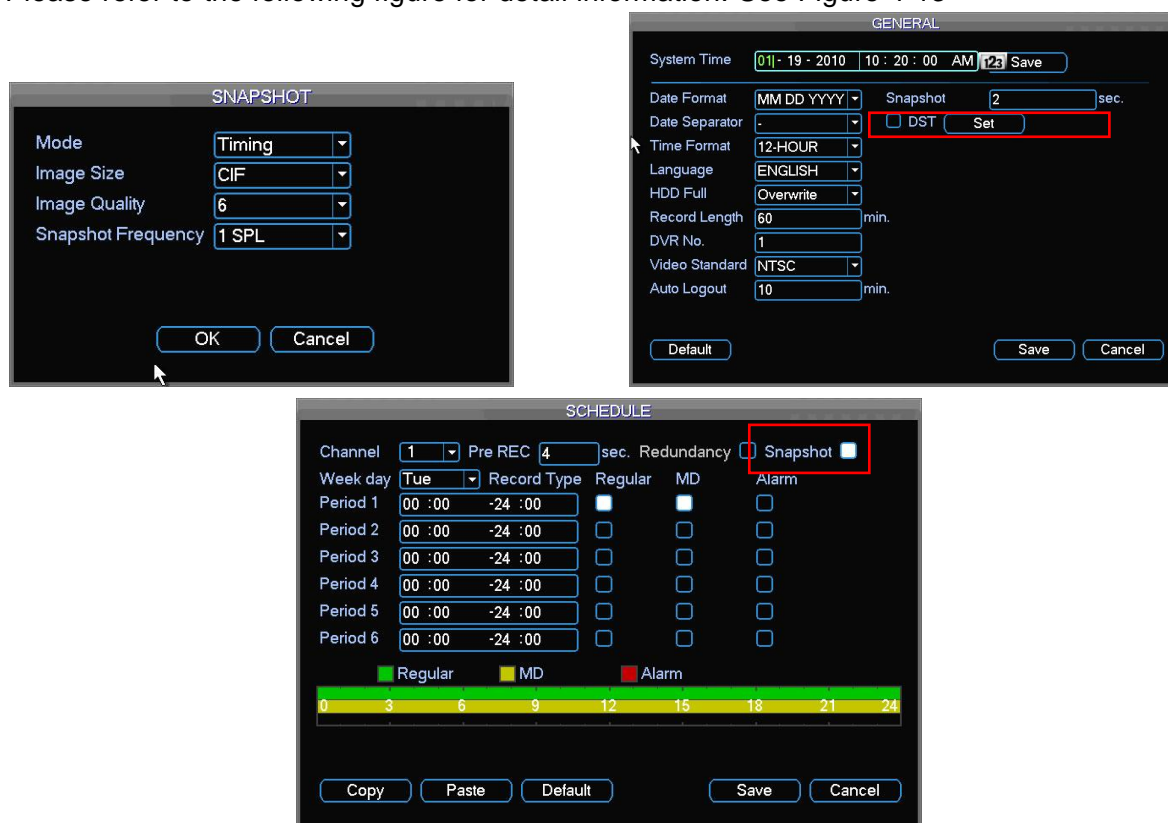 Please refer to the following figure for detail information. See Figure 4-18
SNAPSHOT
Mode Timing
Image Size CIF
Image Quality 6
Snapshot Frequency 1 SPL
OK Cancel
GENERAL
System Time 01 - 19 - 2010 10 : 20 : 00 AM 123 Save
Date Format MM DD YYYY Snapshot 2 sec.
Date Separator - DST Set
Time Format 12-HOUR
Language ENGLISH
HDD Full Overwrite
Record Length 60 min.
DVR No. 1
Video Standard NTSC
Auto Logout 10 min.
Default Save Cancel
SCHEDULE
Channel 1 Pre REC 4 sec. Redundancy Snapshot
Week day Tue Record Type Regular MD Alarm
Period 1 00 :00 -24 :00
Period 2 00 :00 -24 :00
Period 3 00 :00 -24 :00
Period 4 00 :00 -24 :00
Period 5 00 :00 -24 :00
Period 6 00 :00 -24 :00
Regular MD Alarm
0 3 6 9 12 15 18 21 24
Copy Paste Default Save Cancel